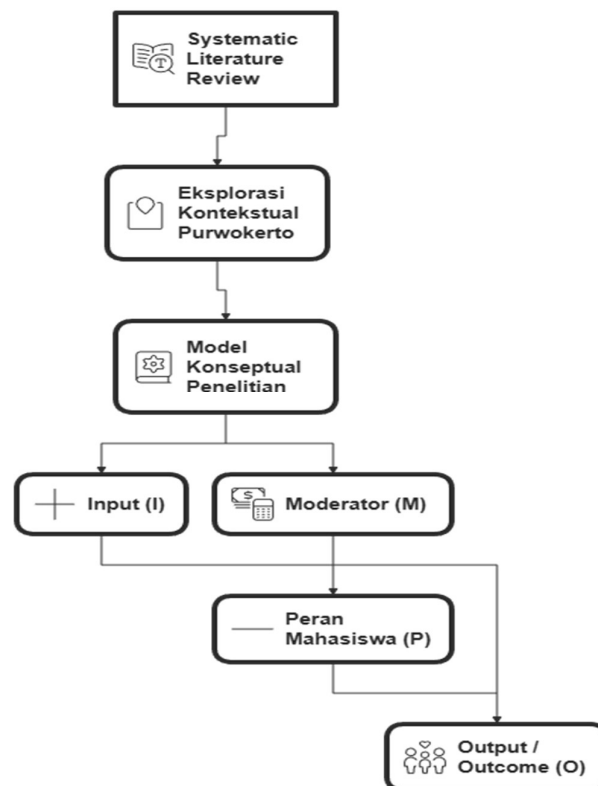 Systematic
Literature
Review
Eksplorasi
Kontekstual
Purwokerto
Model
Konseptual
Penelitian
Input (I)
Moderator (M)
Peran
Mahasiswa (P)
Output /
Outcome (O)